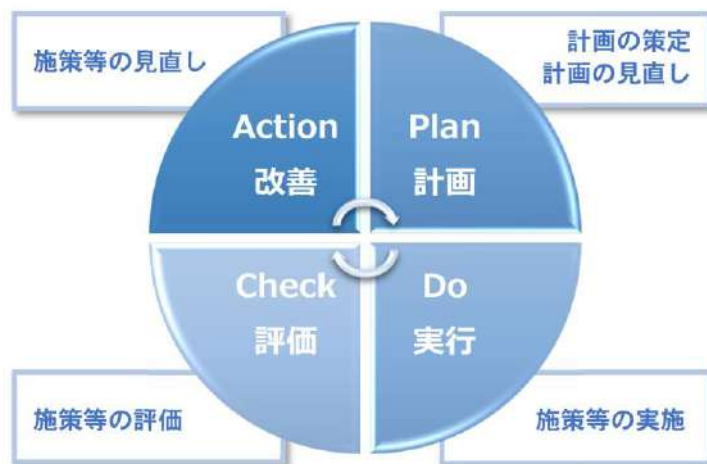 施策等の見直し
計画の策定
計画の見直し
Action
改善
Plan
計画
Check
評価
Do
実行
施策等の評価
施策等の実施